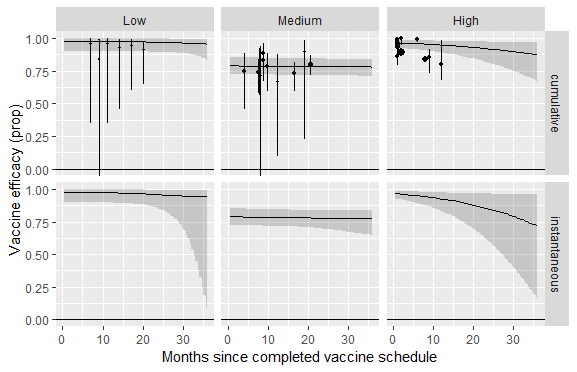 Low Medium High
1.00
0.75
0.50
0.25
0.00
cumulative
1.00
0.75
0.50
0.25
0.00
instantaneous
Vaccine efficacy (prop)
0 10 20 30 0 10 20 30 0 10 20 30
Months since completed vaccine schedule